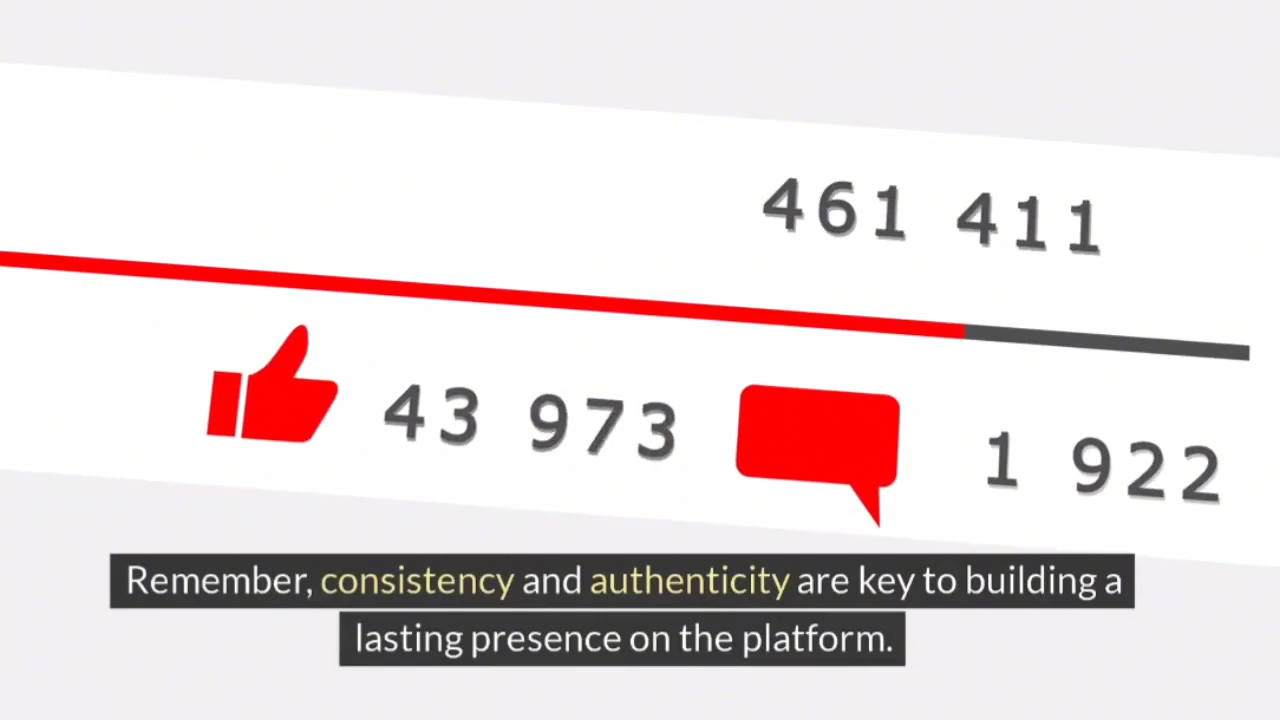 461 411
43 973 1 922
Remember, consistency and authenticity are key to building a
lasting presence on the platform.